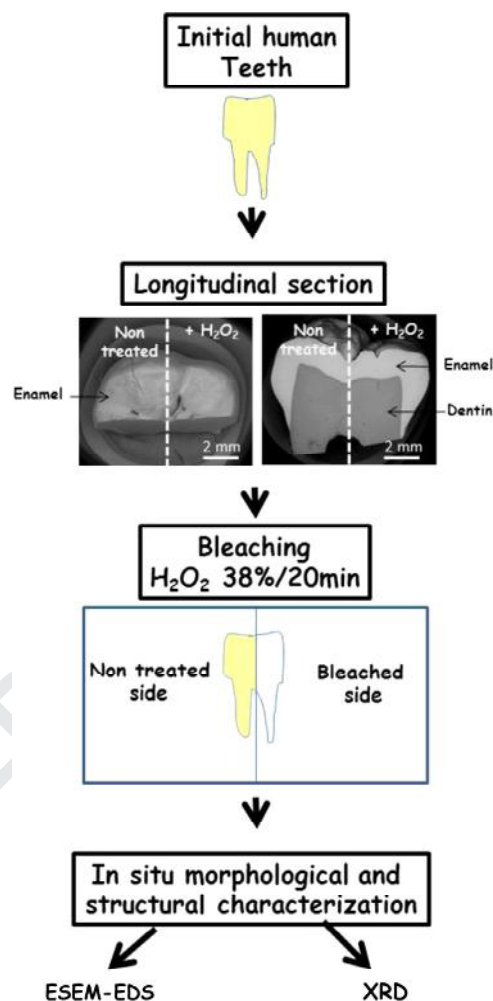 Initial human
Teeth
Longitudinal section
Non
treated
+ H₂O₂
Enamel
2 mm
Non
treated
+ H₂O₂
Enamel
Dentin
2 mm
Bleaching
H₂O₂ 38%/20min
Non treated
side
Bleached
side
In situ morphological and
structural characterization
ESEM-EDS
XRD